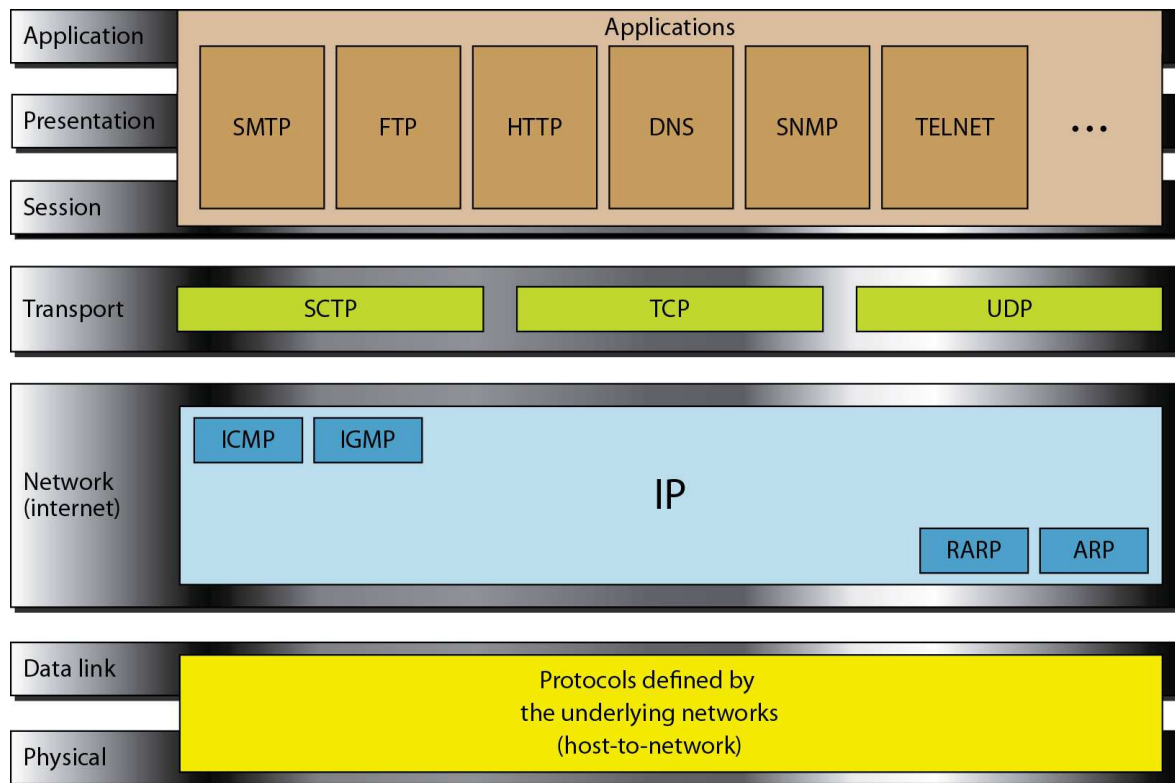 Application
Applications
SMTP FTP HTTP DNS SNMP TELNET ...
Presentation
Session
Transport
SCTP TCP UDP
Network
(internet)
ICMP IGMP
IP
RARP ARP
Data link
Physical
Protocols defined by
the underlying networks
(host-to-network)